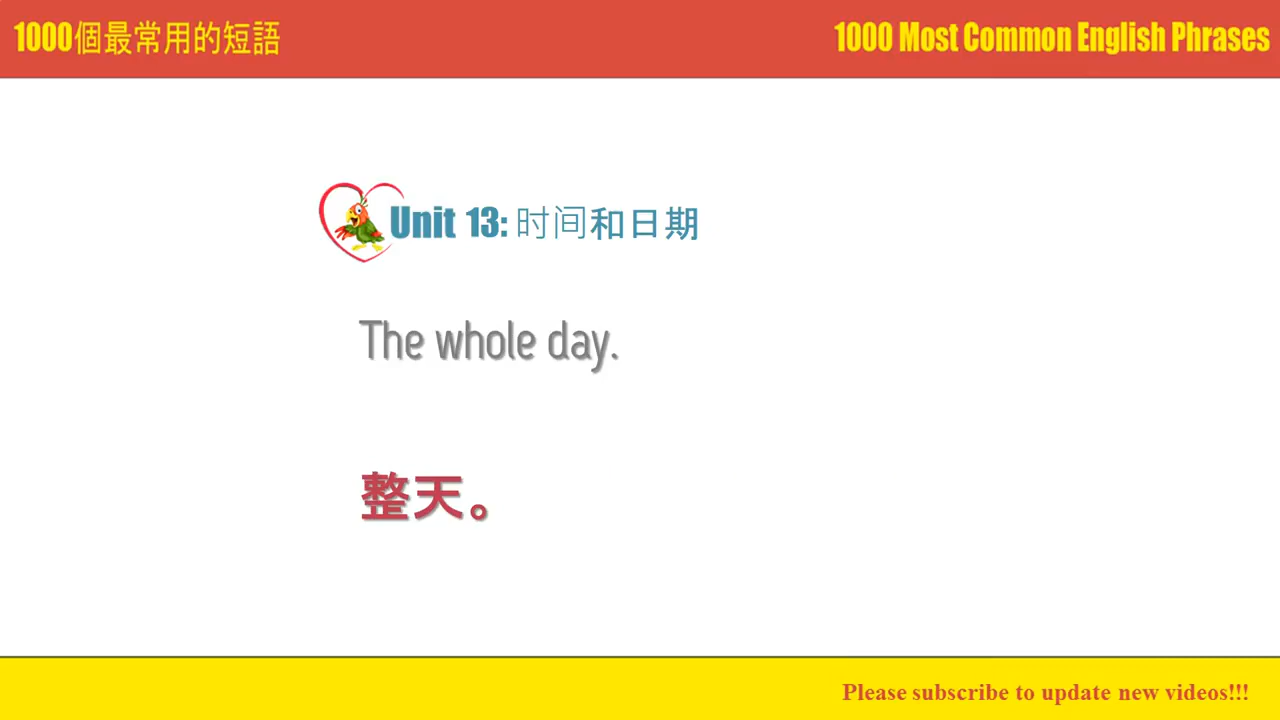 1000個最常用的短語
1000 Most Common English Phrases
Unit 13: 时间和日期
The whole day.
整天。
Please subscribe to update new videos!!!